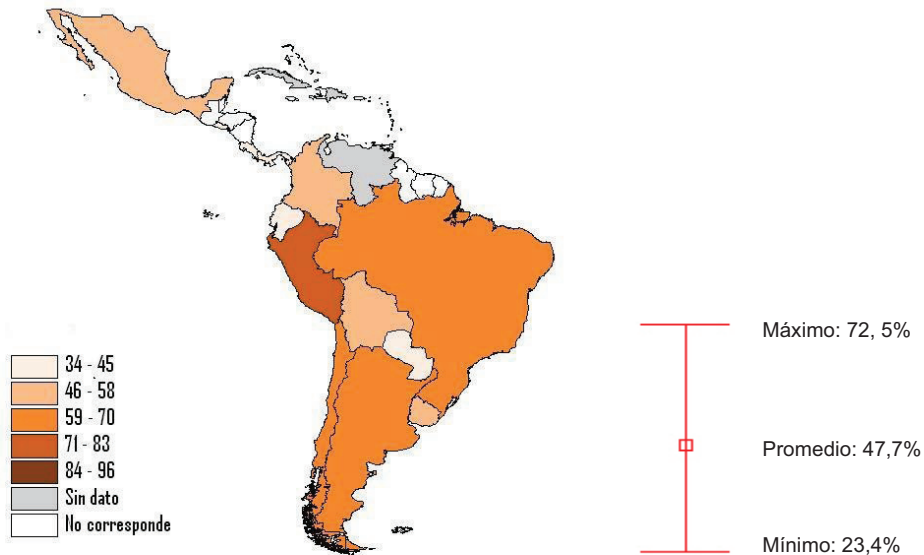 34 - 45
46 - 58
59 - 70
71 - 83
84 - 96
Sin dato
No corresponde
Máximo: 72, 5%
Promedio: 47,7%
Mínimo: 23,4%